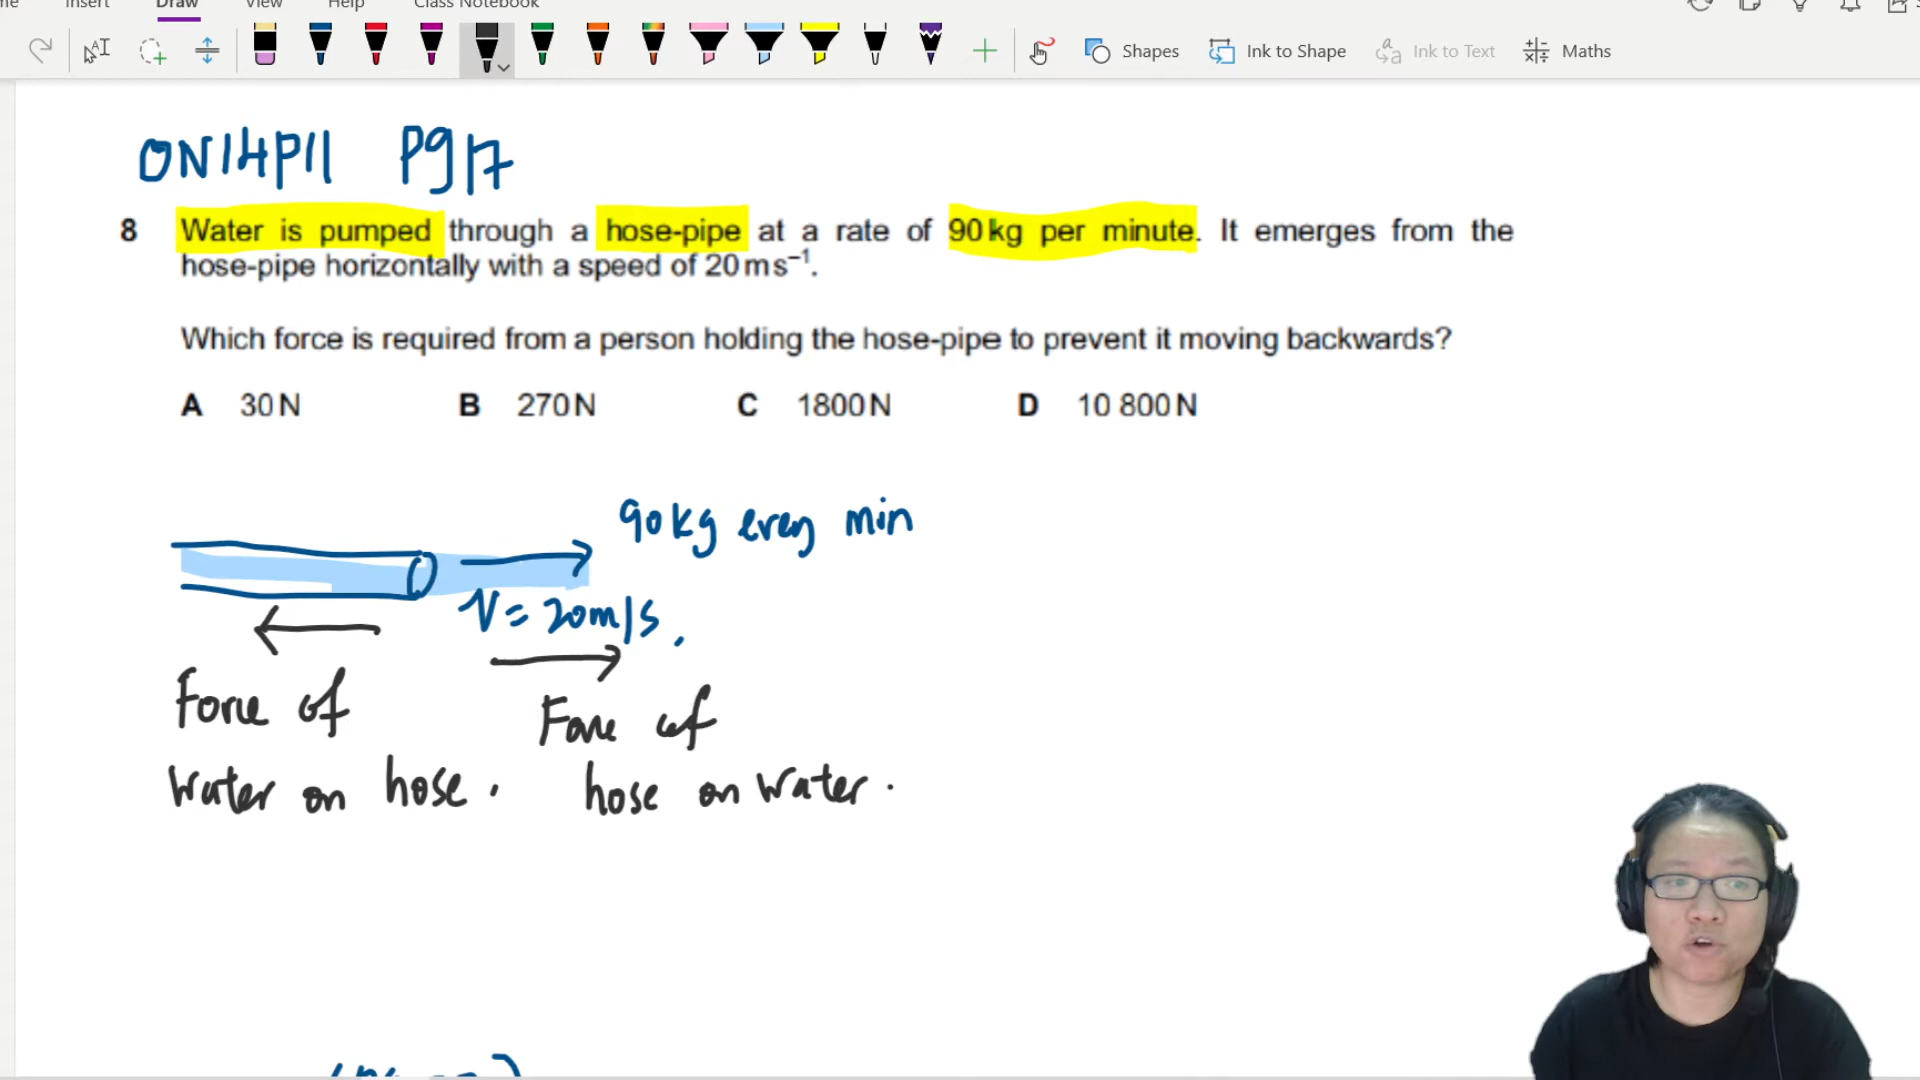 Insert Draw View Help Class Notebook
Shapes Ink to Shape Ink to Text Maths
ON14P11 Pg17
8 Water is pumped through a hose-pipe at a rate of 90 kg per minute. It emerges from the
hose-pipe horizontally with a speed of 20 m s⁻¹.
Which force is required from a person holding the hose-pipe to prevent it moving backwards?
A 30 N B 270 N C 1800 N D 10 800 N
90kg every min
V = 20m/s.
Force of
water on hose.
Force of
hose on water.